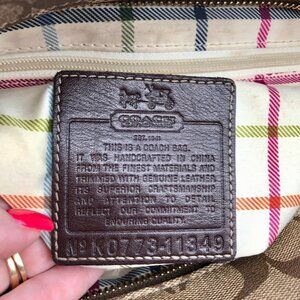 COACH
EST. 1941
THIS IS A COACH BAG.
IT WAS HANDCRAFTED IN CHINA
FROM THE FINEST MATERIALS AND
TRIMMED WITH GENUINE LEATHER.
ITS SUPERIOR CRAFTSMANSHIP
AND ATTENTION TO DETAIL
REFLECT OUR COMMITMENT TO
ENDURING QUALITY.
Nº K0773-11349